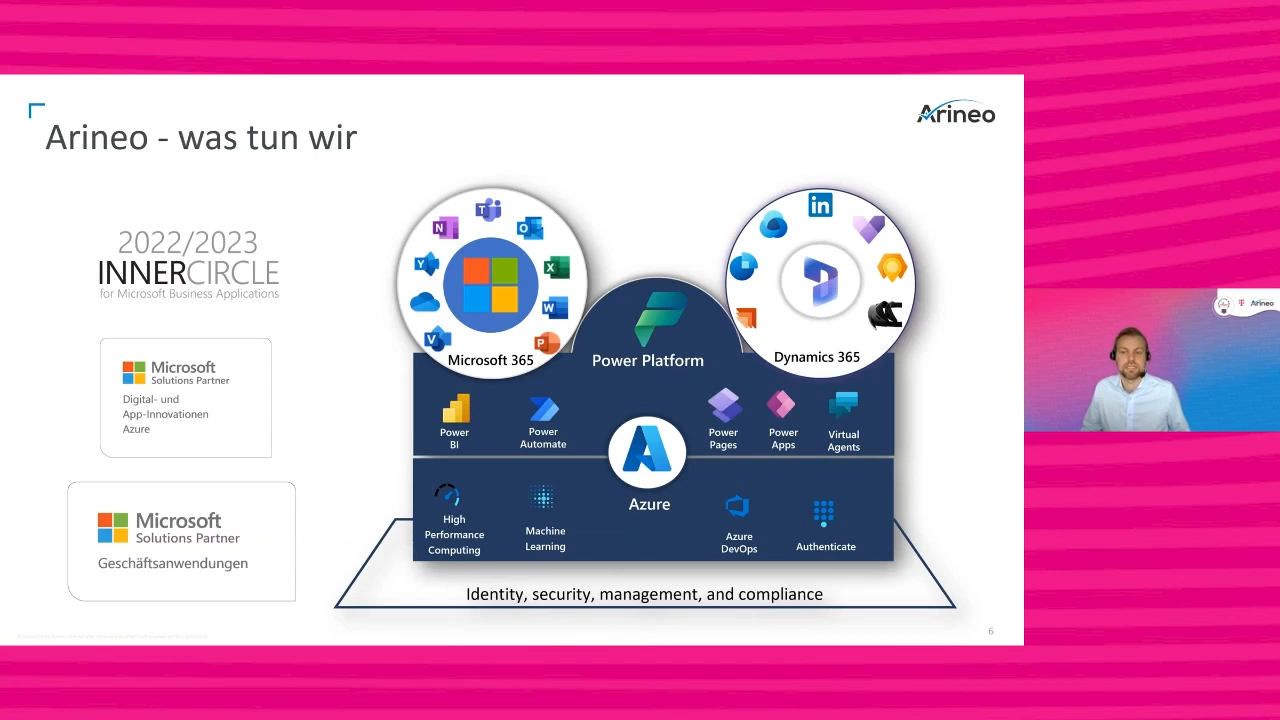 Arineo - was tun wir
Arineo
2022/2023
INNERCIRCLE
for Microsoft Business Applications
Microsoft
Solutions Partner
Digital- und
App-Innovationen
Azure
Microsoft
Solutions Partner
Geschäftsanwendungen
T
N
O
Y
X
W
V
P
Microsoft 365
Power Platform
in
Dynamics 365
Power
BI
Power
Automate
Power
Pages
Power
Apps
Virtual
Agents
Azure
High
Performance
Computing
Machine
Learning
Azure
DevOps
Authenticate
Identity, security, management, and compliance
6
T
Arineo